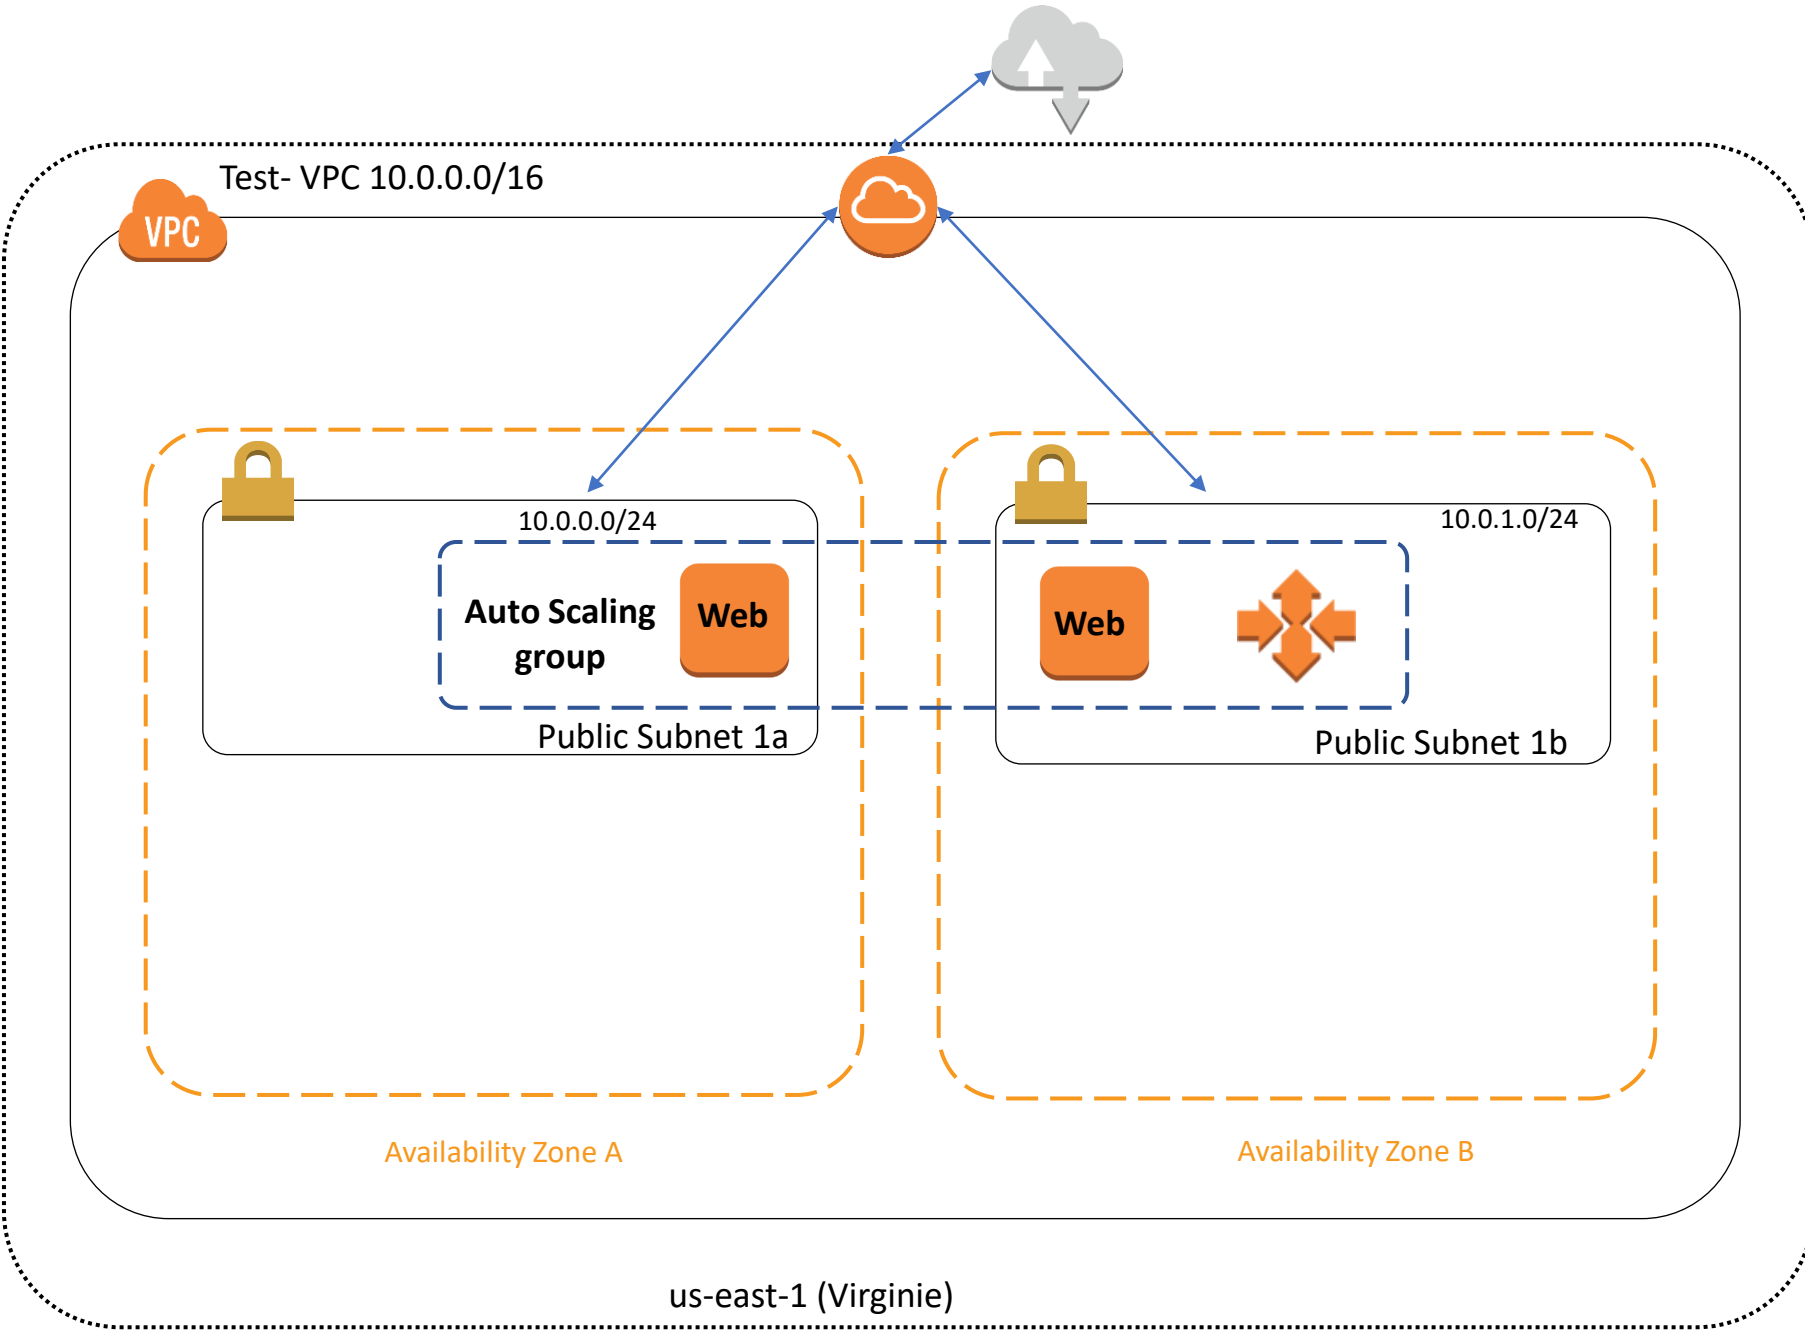 Test- VPC 10.0.0.0/16
VPC
10.0.0.0/24
10.0.1.0/24
Auto Scaling
group
Web
Web
Public Subnet 1a
Public Subnet 1b
Availability Zone A
Availability Zone B
us-east-1 (Virginie)